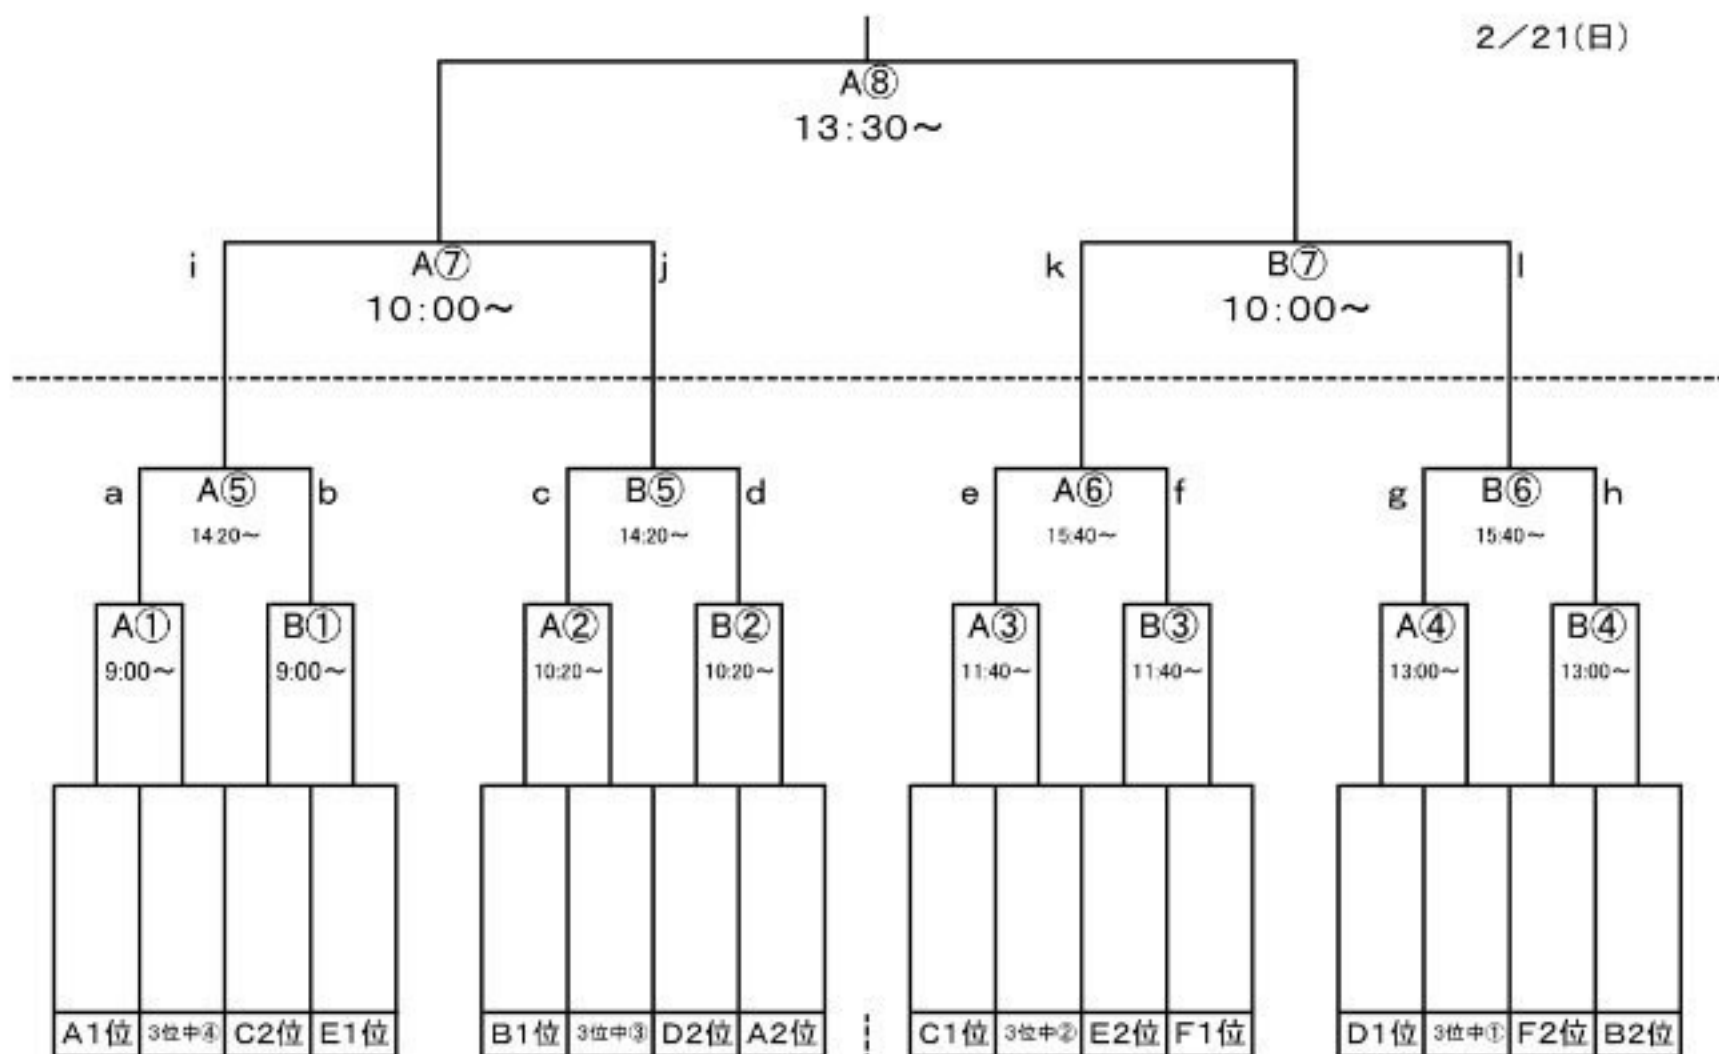 2／21(日)
A⑧
13:30～
i A⑦ j k B⑦ l
10:00～ 10:00～
a A⑤ b c B⑤ d e A⑥ f g B⑥ h
14:20～ 14:20～ 15:40～ 15:40～
A① B① A② B② A③ B③ A④ B④
9:00～ 9:00～ 10:20～ 10:20～ 11:40～ 11:40～ 13:00～ 13:00～
A1位 3位中④ C2位 E1位 B1位 3位中③ D2位 A2位 C1位 3位中② E2位 F1位 D1位 3位中① F2位 B2位